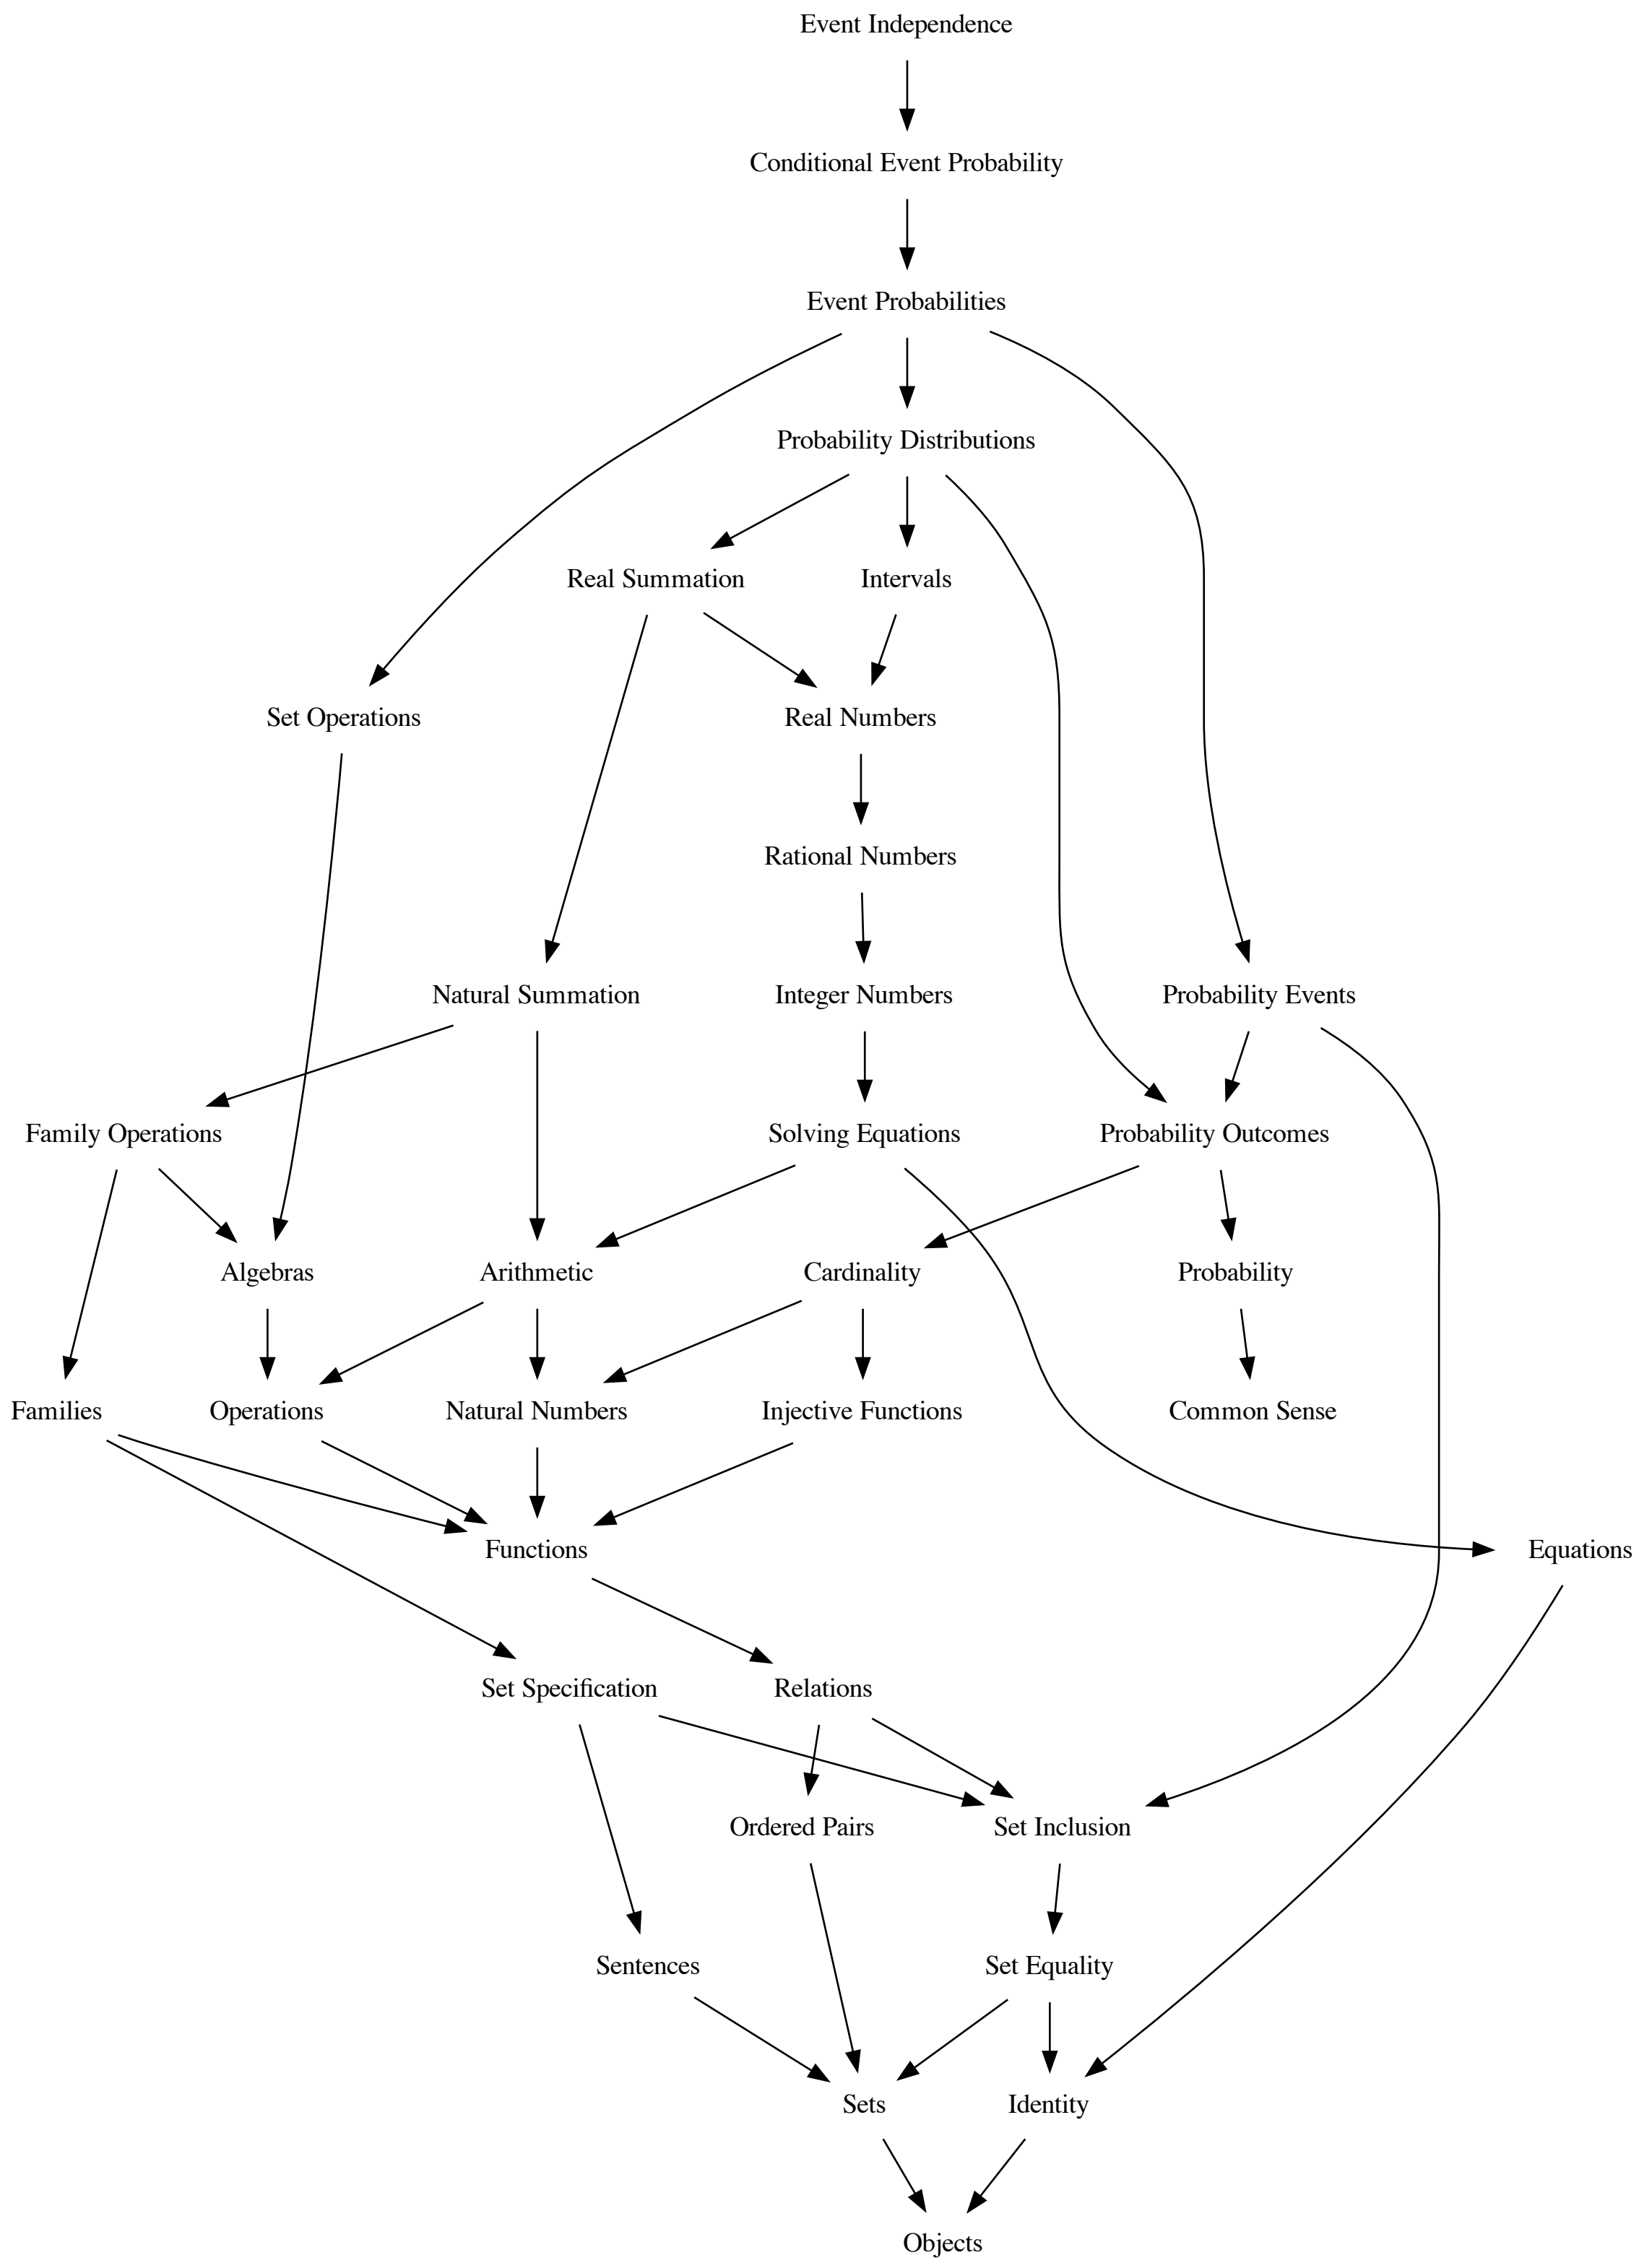 Event Independence
Conditional Event Probability
Event Probabilities
Probability Distributions
Real Summation
Intervals
Set Operations
Real Numbers
Rational Numbers
Natural Summation
Integer Numbers
Probability Events
Family Operations
Solving Equations
Probability Outcomes
Algebras
Arithmetic
Cardinality
Probability
Families
Operations
Natural Numbers
Injective Functions
Common Sense
Functions
Equations
Set Specification
Relations
Ordered Pairs
Set Inclusion
Sentences
Set Equality
Sets
Identity
Objects